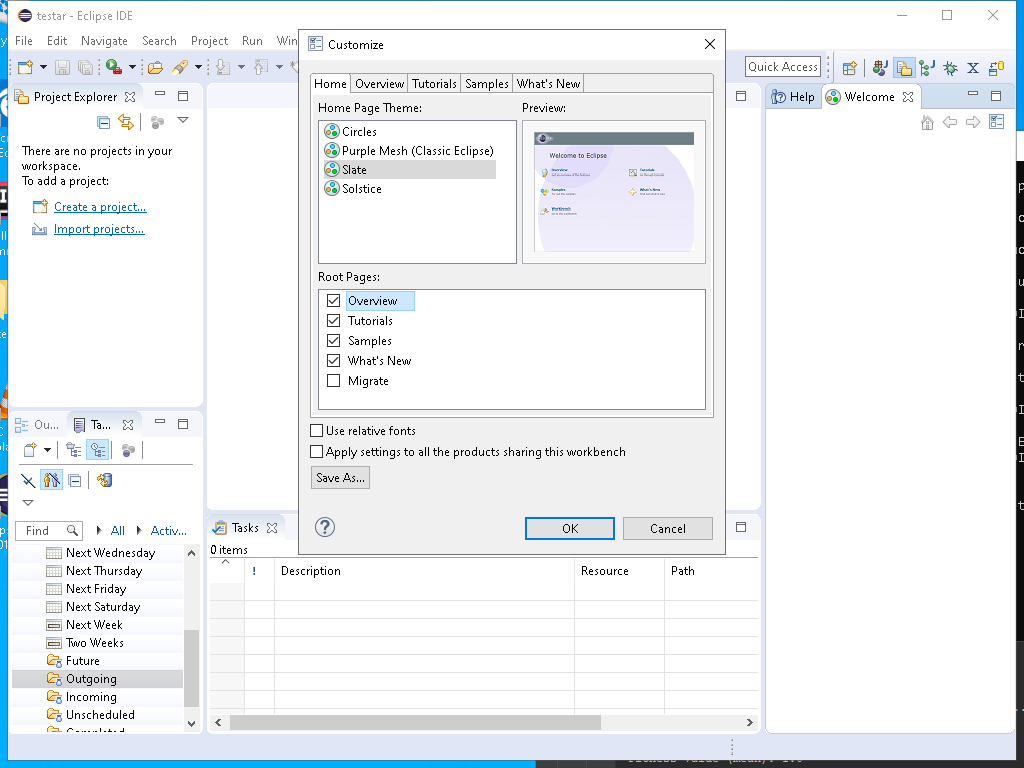 testar - Eclipse IDE
File Edit Navigate Search Project Run Win
Quick Access
Project Explorer
There are no projects in your
workspace.
To add a project:
Create a project...
Import projects...
Ou...
Ta...
Find
All
Activ...
Next Wednesday
Next Thursday
Next Friday
Next Saturday
Next Week
Two Weeks
Future
Outgoing
Incoming
Unscheduled
Completed
Customize
Home Overview Tutorials Samples What's New
Home Page Theme:
Preview:
Circles
Purple Mesh (Classic Eclipse)
Slate
Solstice
Welcome to Eclipse
Overview
Tutorials
Samples
What's New
Workbench
Root Pages:
Overview
Tutorials
Samples
What's New
Migrate
Use relative fonts
Apply settings to all the products sharing this workbench
Save As...
OK
Cancel
Tasks
0 items
! Description Resource Path
Help
Welcome